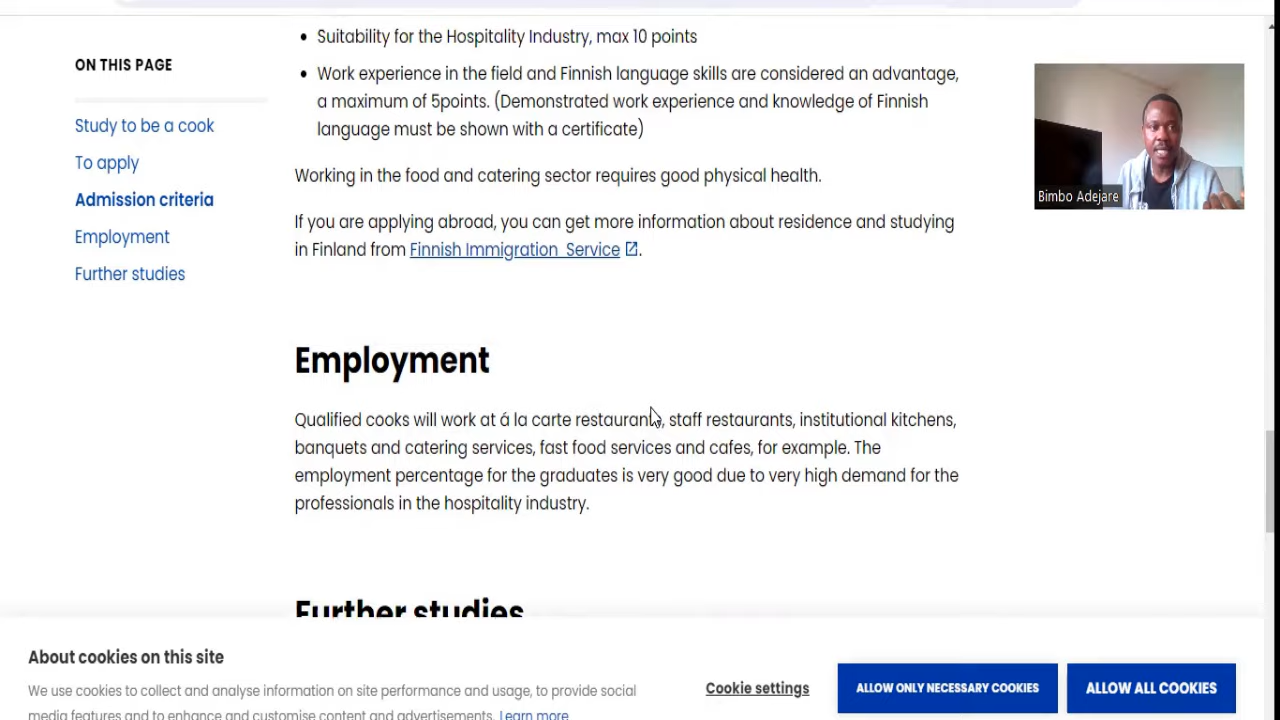 Suitability for the Hospitality Industry, max 10 points
ON THIS PAGE
Work experience in the field and Finnish language skills are considered an advantage,
a maximum of 5points. (Demonstrated work experience and knowledge of Finnish
language must be shown with a certificate)
Study to be a cook
To apply
Admission criteria
Employment
Further studies
Working in the food and catering sector requires good physical health.
If you are applying abroad, you can get more information about residence and studying
in Finland from Finnish Immigration Service.
Bimbo Adejare
Employment
Qualified cooks will work at á la carte restaurants, staff restaurants, institutional kitchens,
banquets and catering services, fast food services and cafes, for example. The
employment percentage for the graduates is very good due to very high demand for the
professionals in the hospitality industry.
Further studies
About cookies on this site
We use cookies to collect and analyse information on site performance and usage, to provide social
media features and to enhance and customise content and advertisements. Learn more
Cookie settings
ALLOW ONLY NECESSARY COOKIES
ALLOW ALL COOKIES